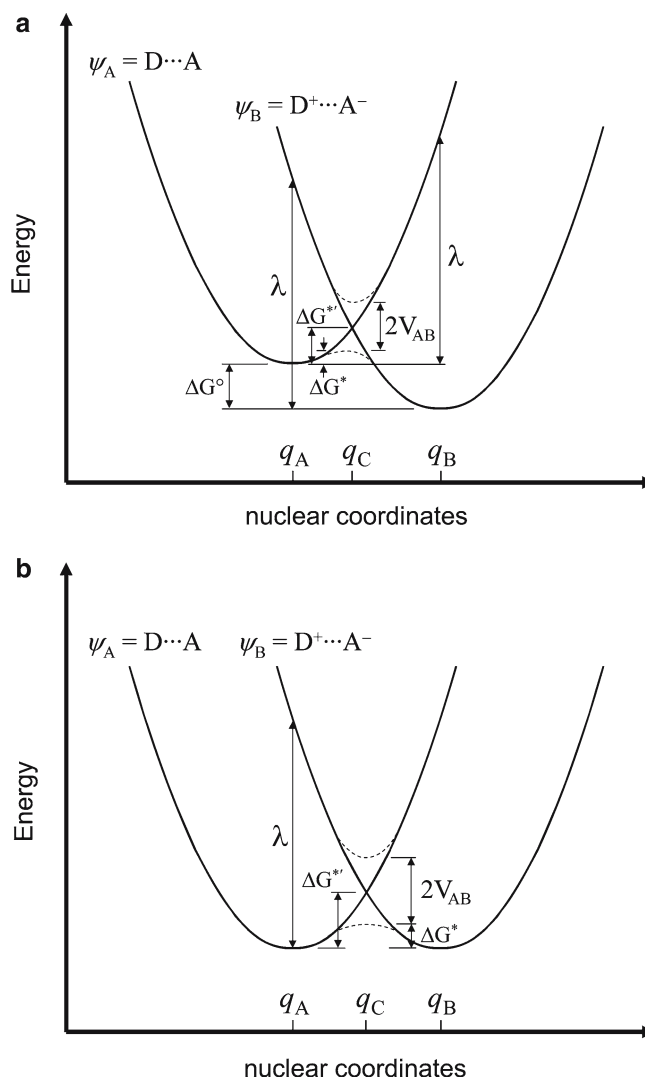 a
ψA = D···A
ψB = D⁺···A⁻
Energy
λ
λ
ΔG*′
2VAB
ΔG°
ΔG*
qA qC qB
nuclear coordinates
b
ψA = D···A ψB = D⁺···A⁻
Energy
λ
ΔG*′
2VAB
ΔG*
qA qC qB
nuclear coordinates